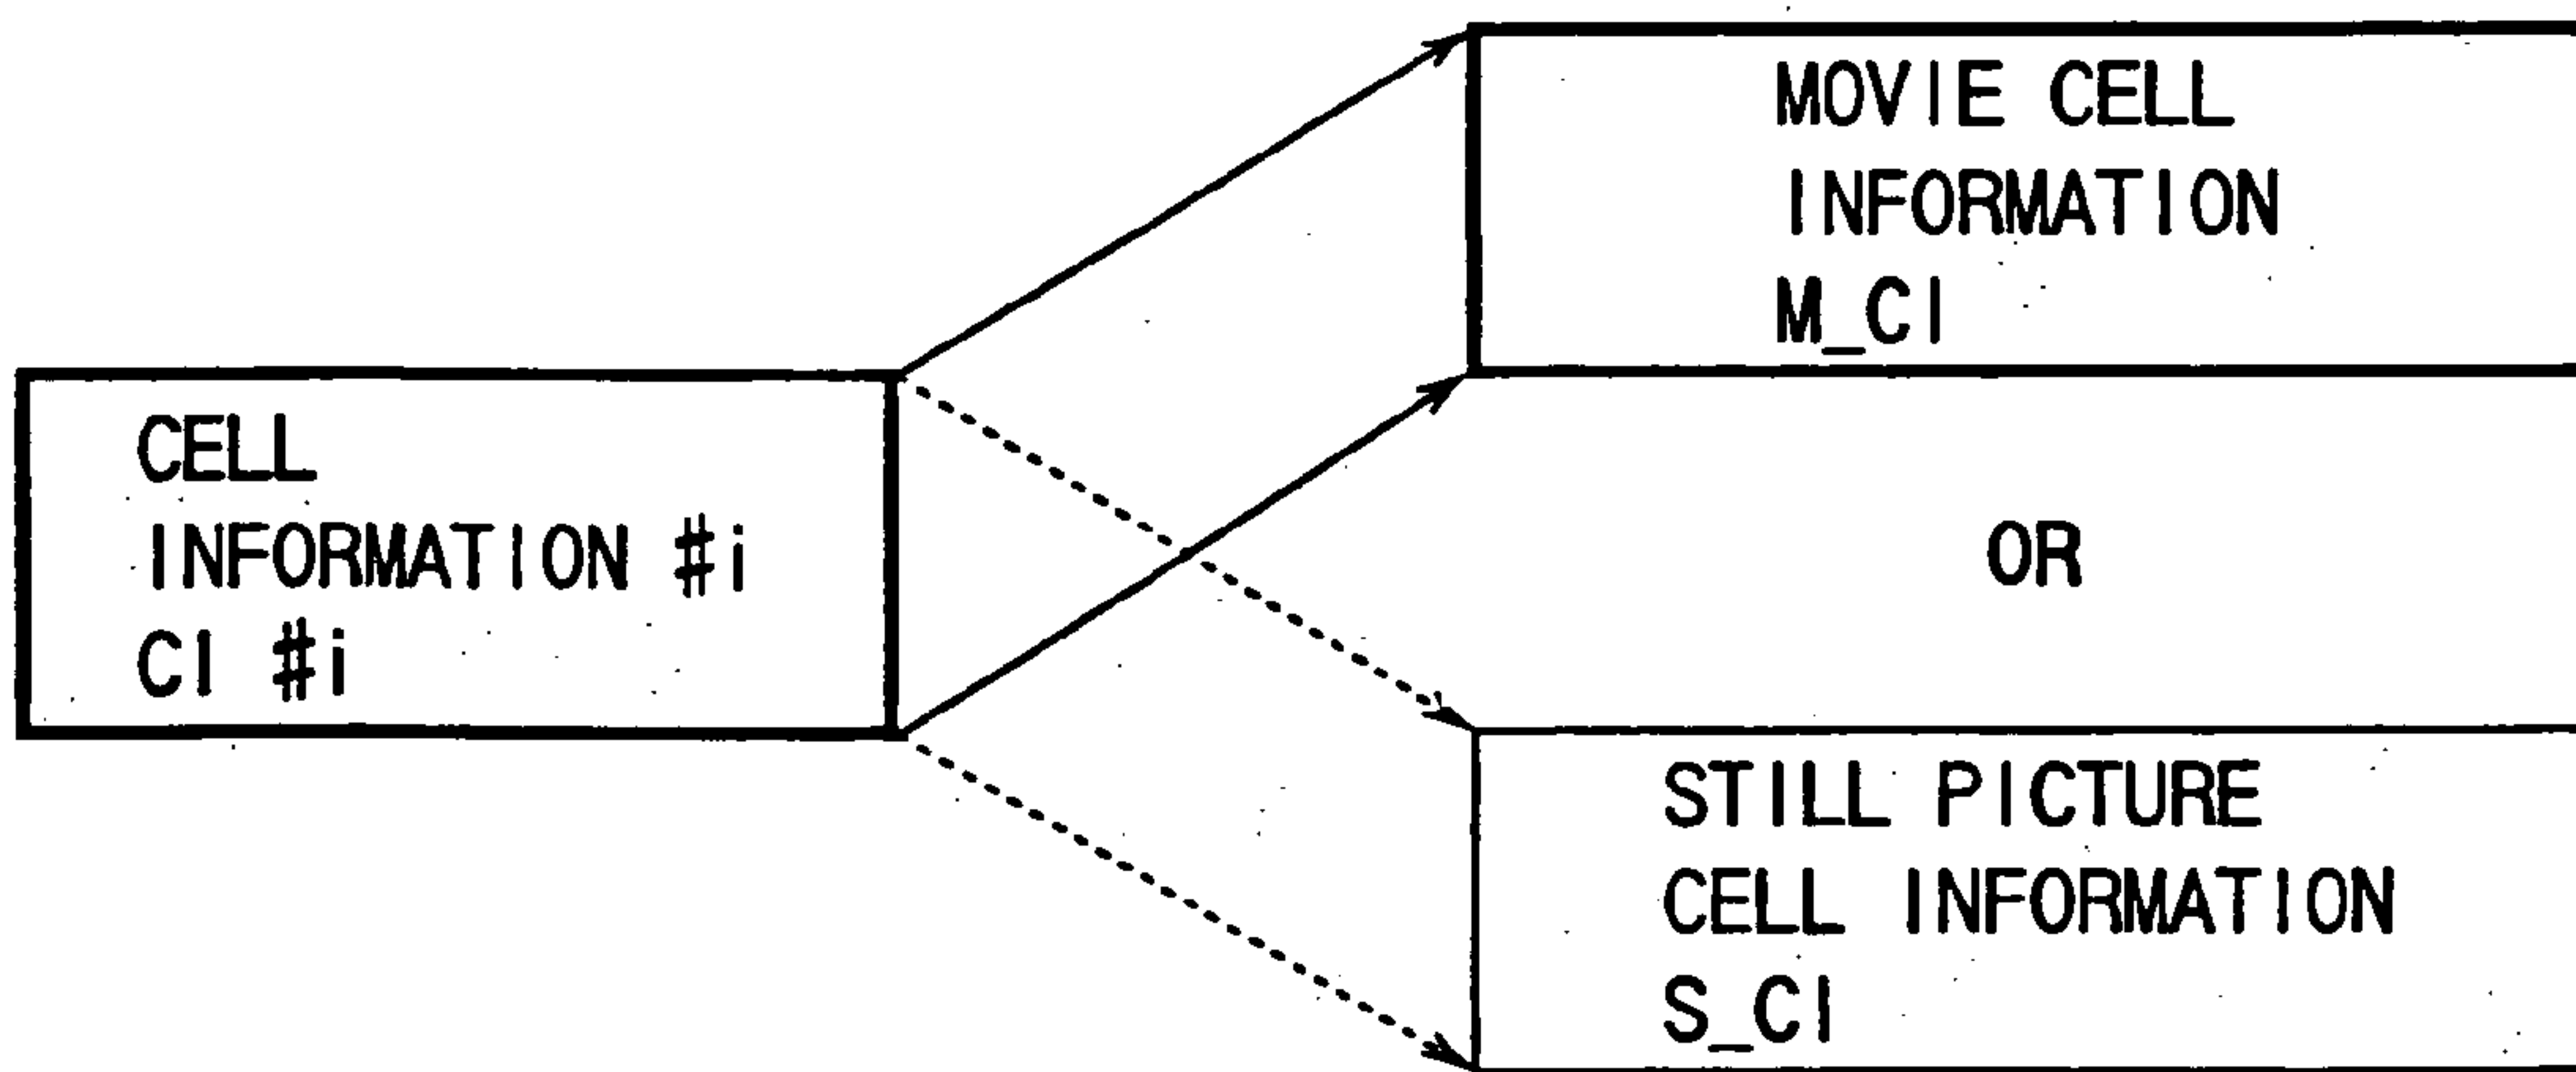 MOVIE CELL
INFORMATION
M_CI
CELL
INFORMATION #i
CI #i
OR
STILL PICTURE
CELL INFORMATION
S_CI